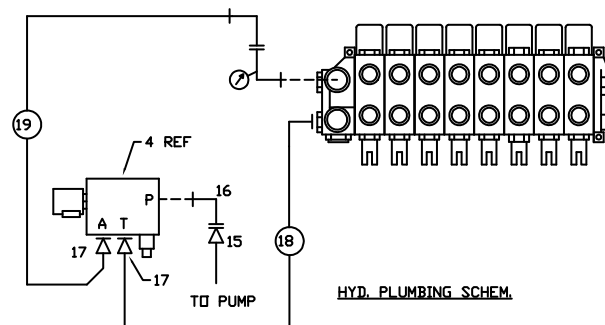 19
4 REF
P
16
A T
17
15
18
17
TO PUMP
HYD. PLUMBING SCHEM.